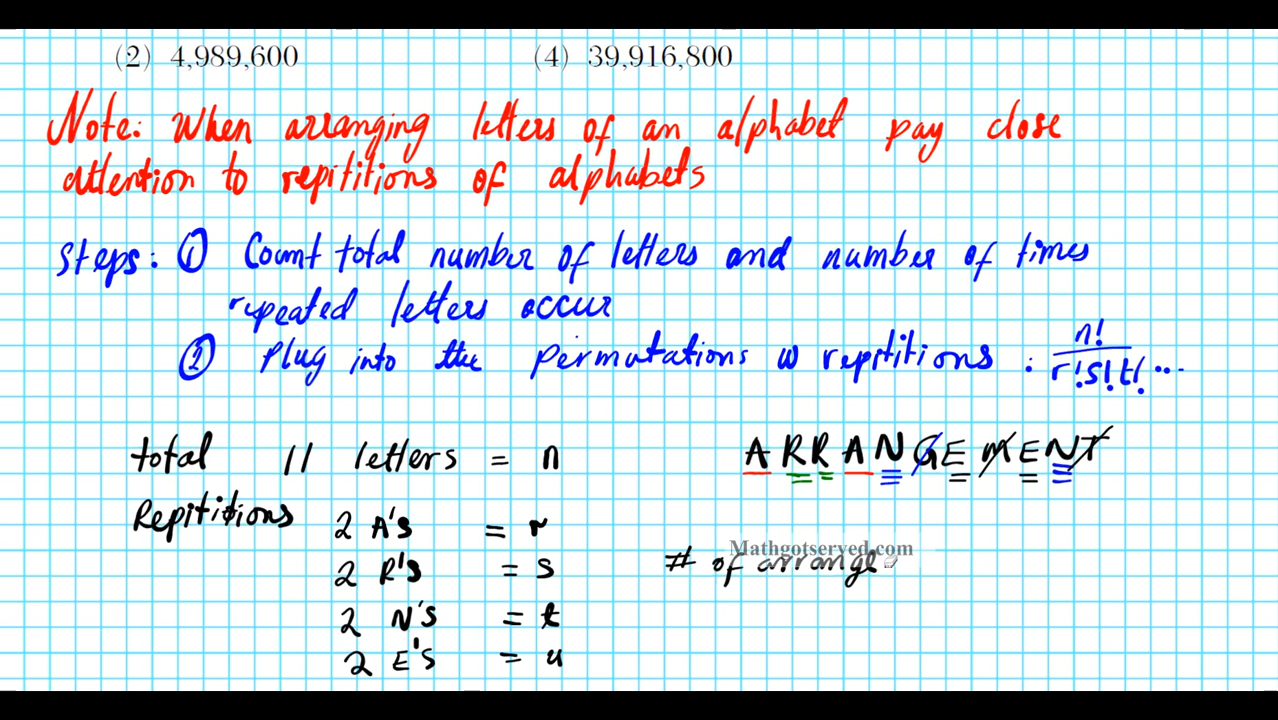 (2) 4,989,600 (4) 39,916,800
Note: When arranging letters of an alphabet pay close
attention to repititions of alphabets
Steps: ① Count total number of letters and number of times
repeated letters occur
② Plug into the permutations w repititions : n!/r!s!t! ...
total 11 letters = n
ARRANGEMENT
Repititions
2 A's = r
2 R's = s
2 N's = t
2 E's = u
Mathgotserved.com
# of arrange